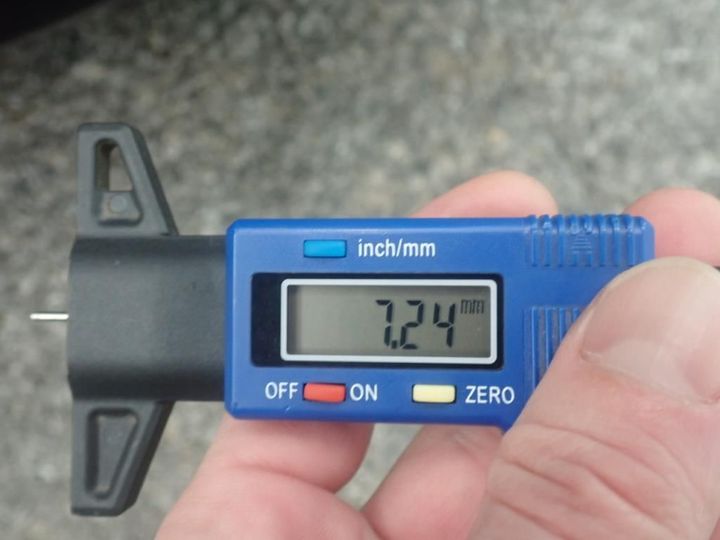 inch/mm
7.24 mm
OFF ON ZERO